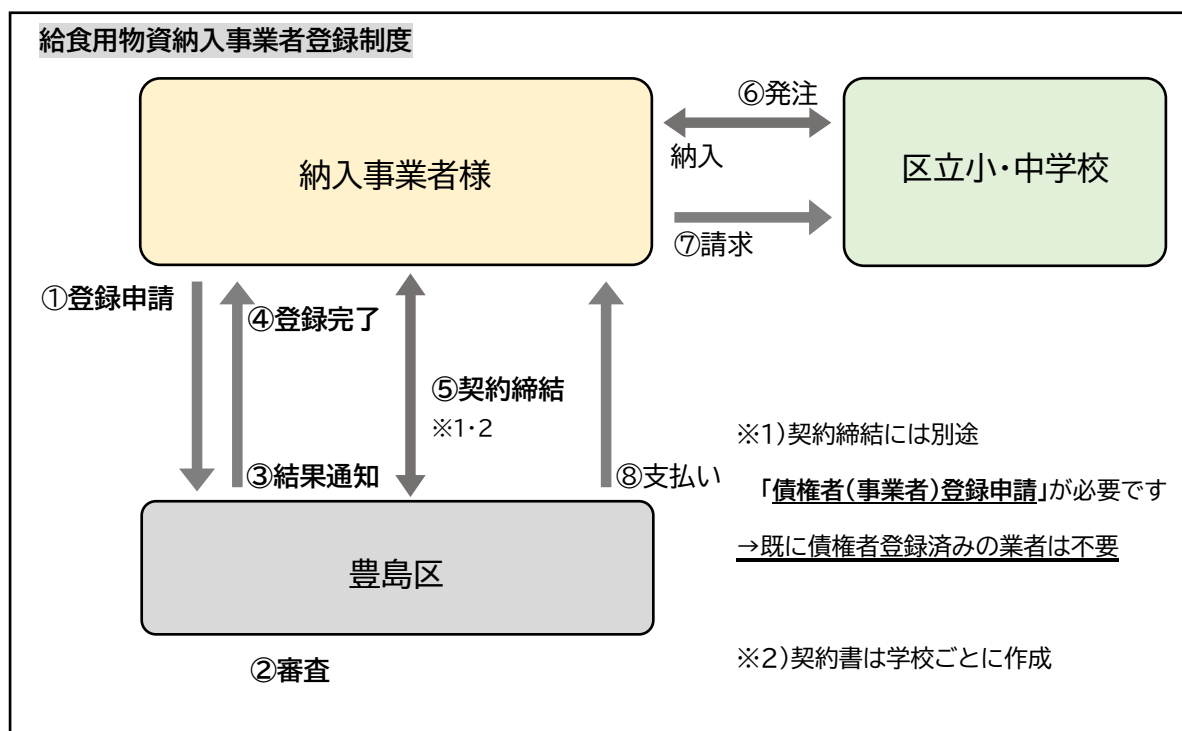 給食用物資納入事業者登録制度
納入事業者様
⑥発注
納入
⑦請求
区立小・中学校
①登録申請
④登録完了
⑤契約締結
※1・2
③結果通知
⑧支払い
豊島区
②審査
※1)契約締結には別途
「債権者(事業者)登録申請」が必要です
→既に債権者登録済みの業者は不要
※2)契約書は学校ごとに作成